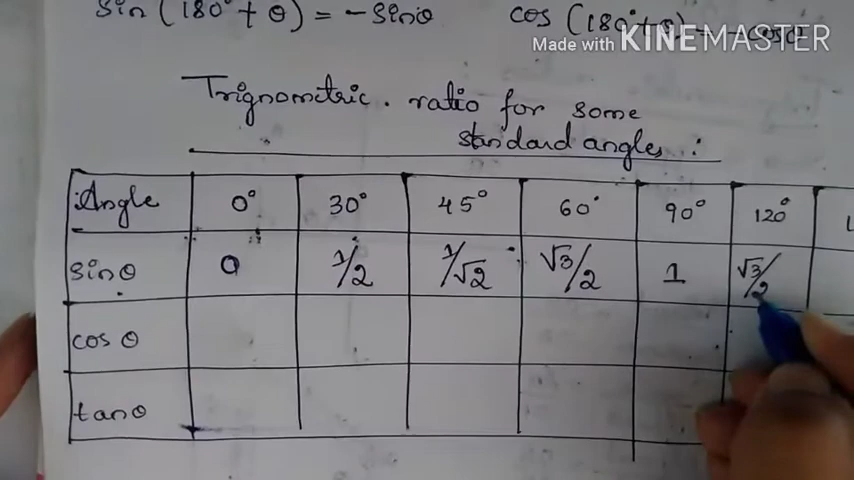 sin (180° + θ) = - sinθ cos (180° + θ) = - cosθ
Made with KINEMASTER
Trignometric. ratio for some
standard angles :
Angle 0° 30° 45° 60° 90° 120°
sinθ 0 1/2 1/√2 √3/2 1 √3/2
cos θ
tanθ